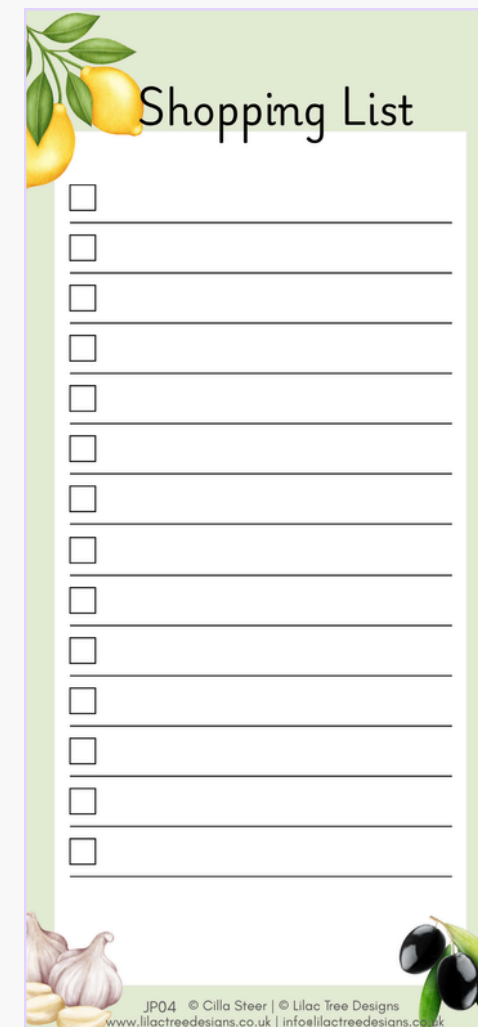 Shopping List
JP04 © Cilla Steer | © Lilac Tree Designs
www.lilactreedesigns.co.uk | info@lilactreedesigns.co.uk